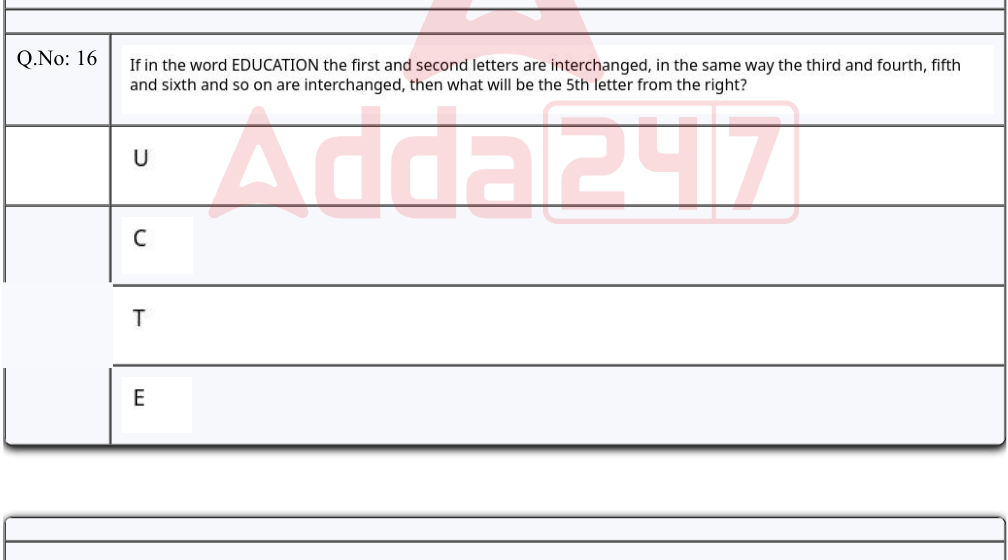 Q.No: 16
If in the word EDUCATION the first and second letters are interchanged, in the same way the third and fourth, fifth
and sixth and so on are interchanged, then what will be the 5th letter from the right?
Adda247
U
C
T
E